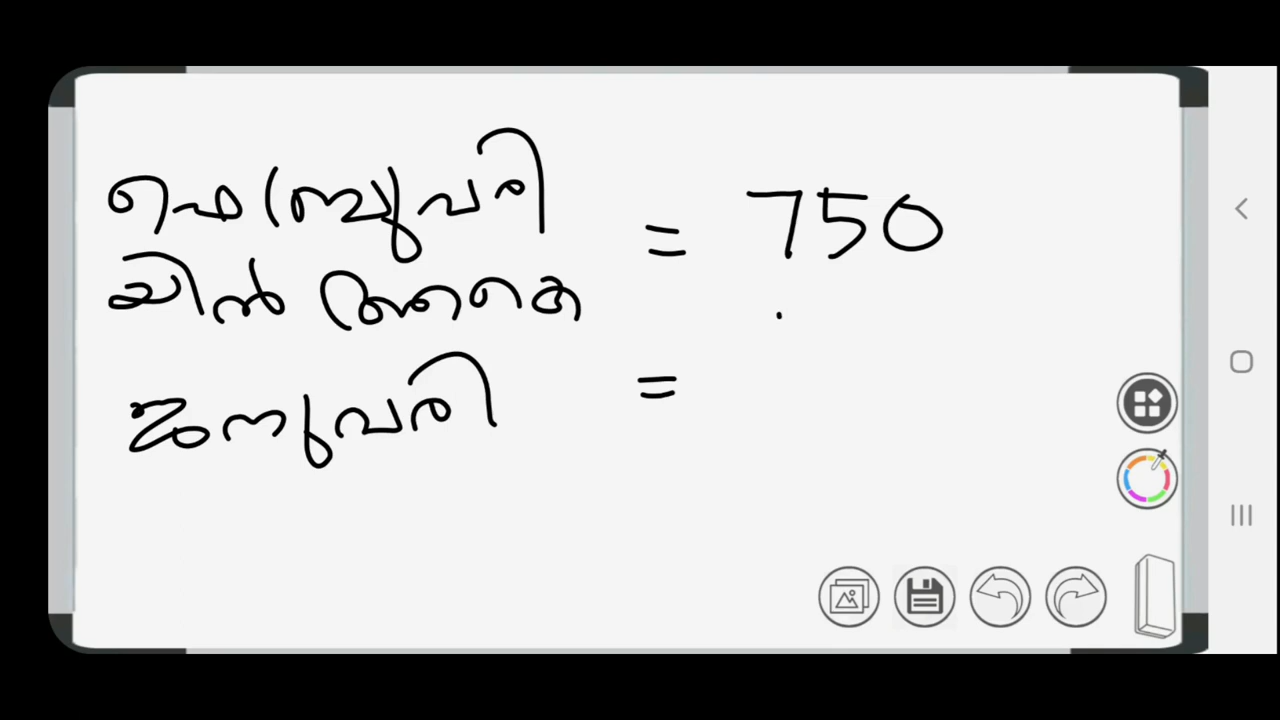 ഫെബ്രുവരി = 750
യിൽ ആകെ
ജനുവരി =